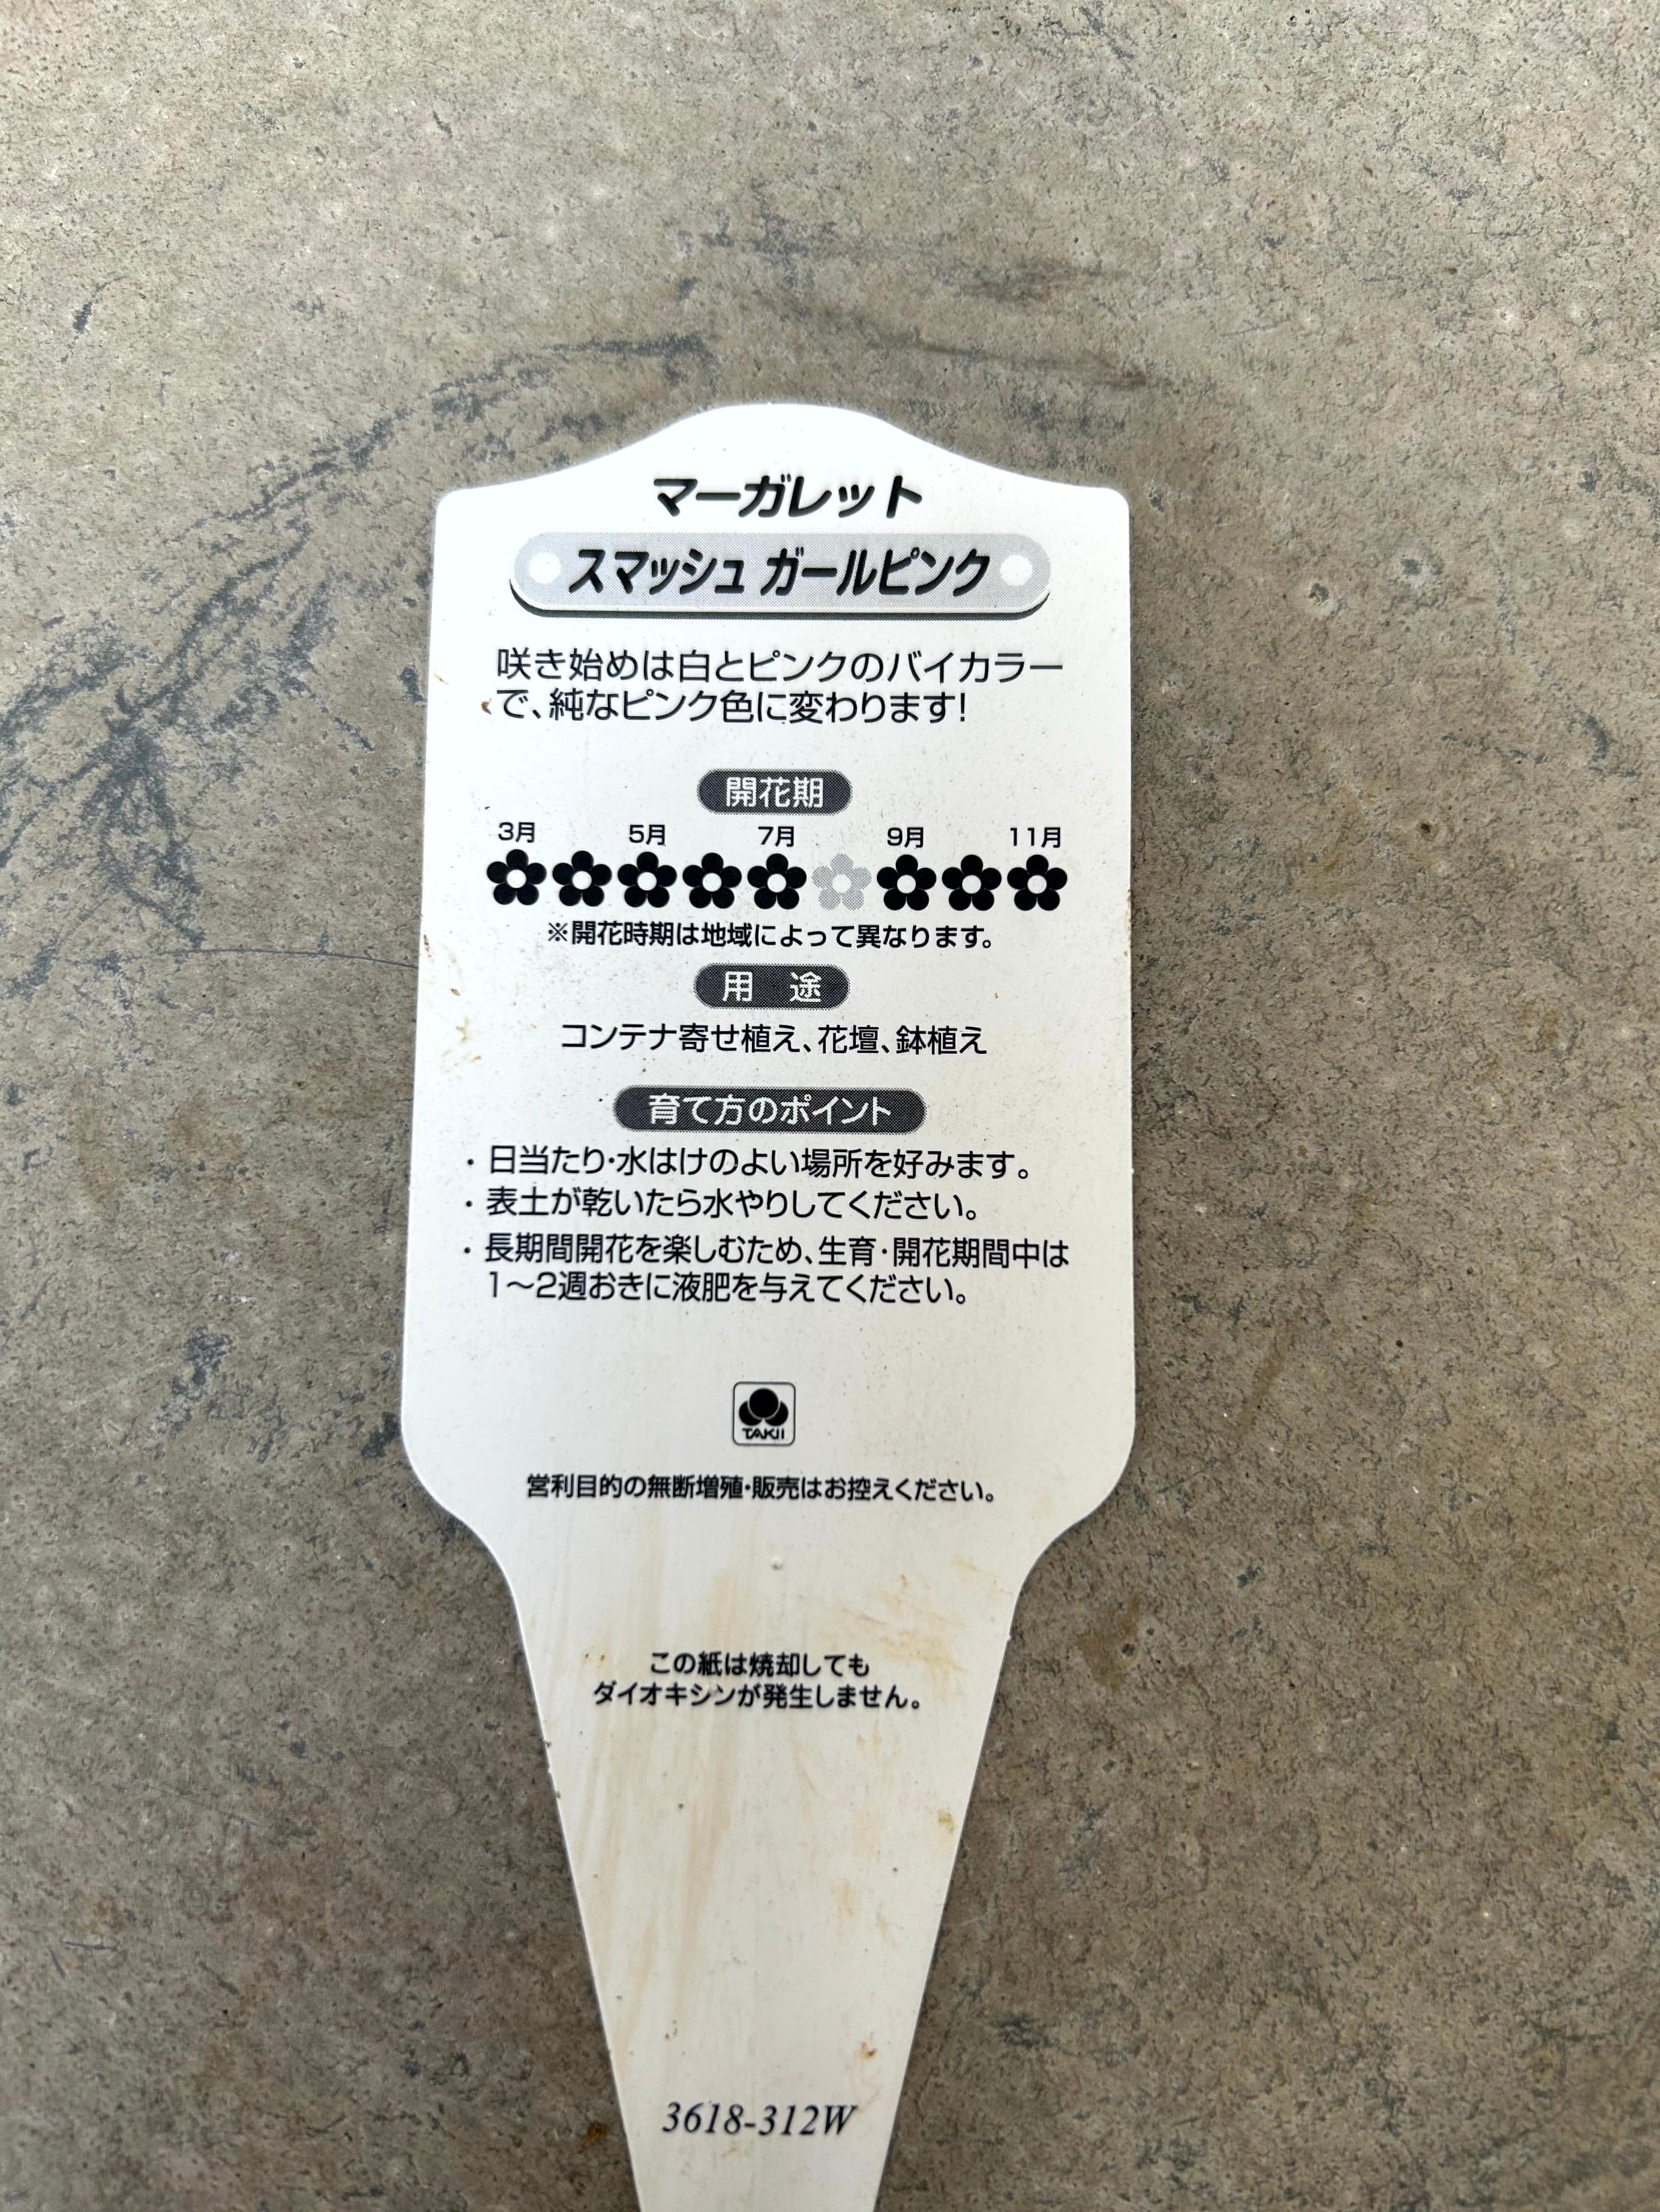 マーガレット
スマッシュ ガールピンク
咲き始めは白とピンクのバイカラー
で、純なピンク色に変わります!
開花期
3月 5月 7月 9月 11月
※開花時期は地域によって異なります。
用 途
コンテナ寄せ植え、花壇、鉢植え
育て方のポイント
・日当たり・水はけのよい場所を好みます。
・表土が乾いたら水やりしてください。
・長期間開花を楽しむため、生育・開花期間中は
1〜2週おきに液肥を与えてください。
TAKII
営利目的の無断増殖・販売はお控えください。
この紙は焼却しても
ダイオキシンが発生しません。
3618-312W